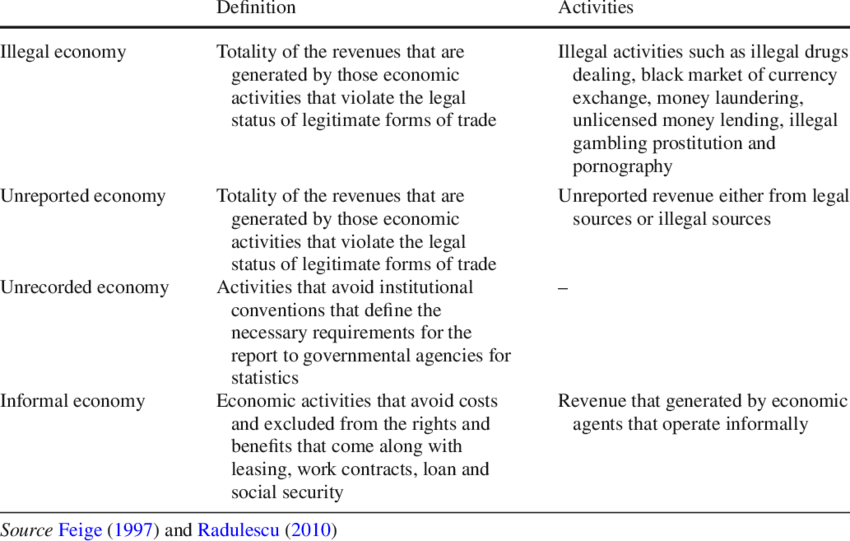 Definition Activities
Illegal economy
Totality of the revenues that are
generated by those economic
activities that violate the legal
status of legitimate forms of trade
Illegal activities such as illegal drugs
dealing, black market of currency
exchange, money laundering,
unlicensed money lending, illegal
gambling prostitution and
pornography
Unreported economy
Totality of the revenues that are
generated by those economic
activities that violate the legal
status of legitimate forms of trade
Unreported revenue either from legal
sources or illegal sources
Unrecorded economy
Activities that avoid institutional
conventions that define the
necessary requirements for the
report to governmental agencies for
statistics
–
Informal economy
Economic activities that avoid costs
and excluded from the rights and
benefits that come along with
leasing, work contracts, loan and
social security
Revenue that generated by economic
agents that operate informally
Source Feige (1997) and Radulescu (2010)